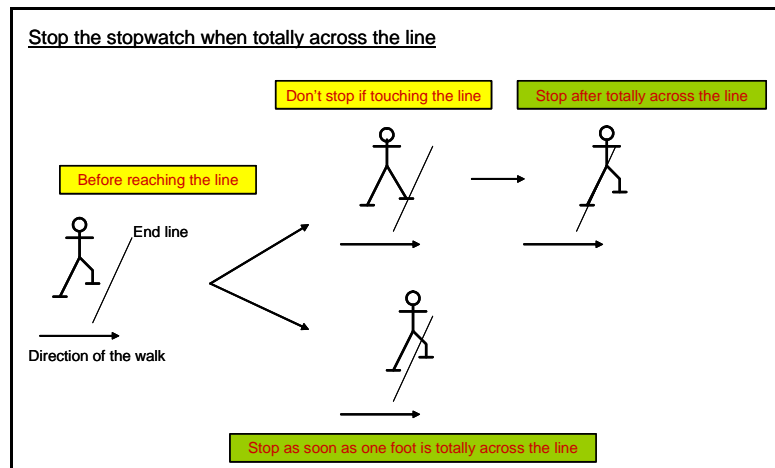 Stop the stopwatch when totally across the line
Don't stop if touching the line
Stop after totally across the line
Before reaching the line
End line
Direction of the walk
Stop as soon as one foot is totally across the line